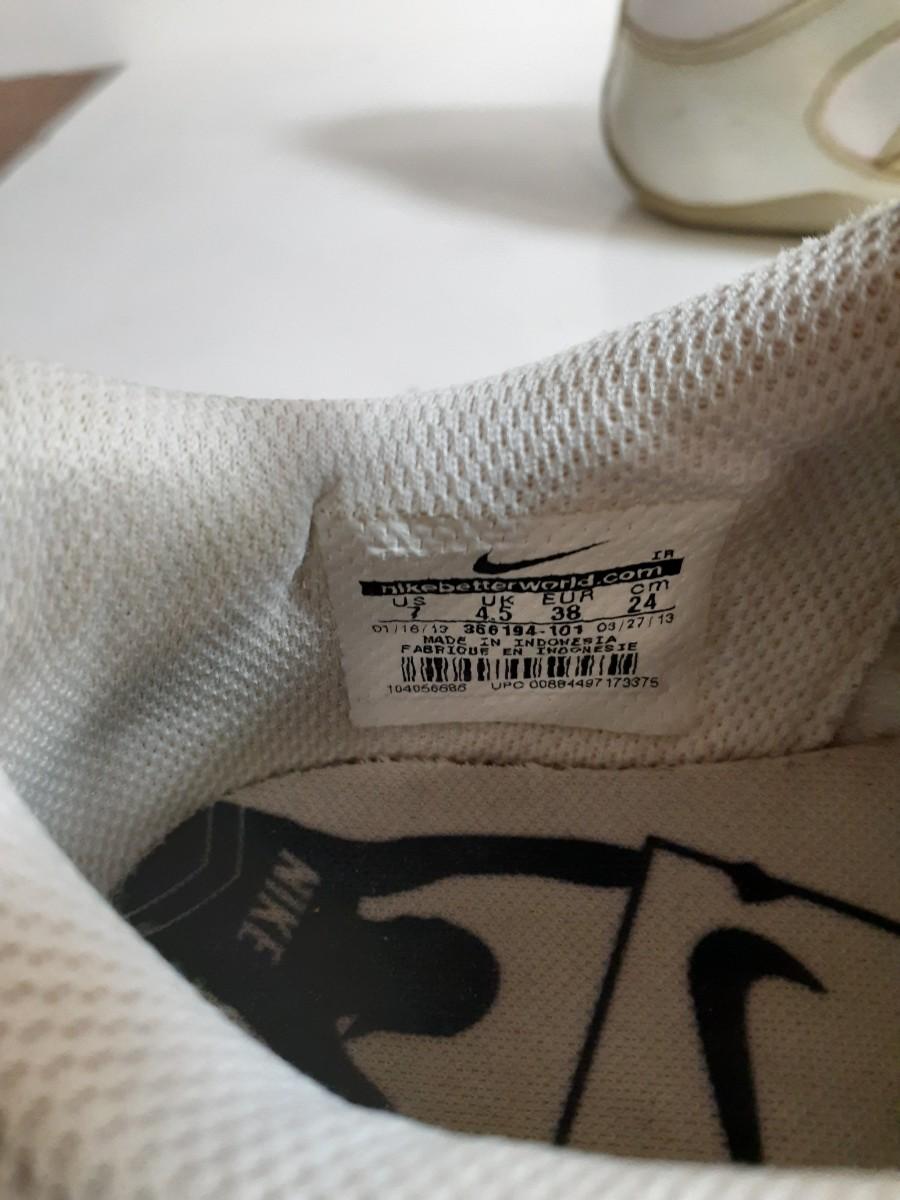 IR
nikebetterworld.com
US UK EUR cm
7 4.5 38 24
01/16/13 366194-101 03/27/13
MADE IN INDONESIA
FABRIQUE EN INDONESIE
104056686 UPC 00884497173375
NIKE